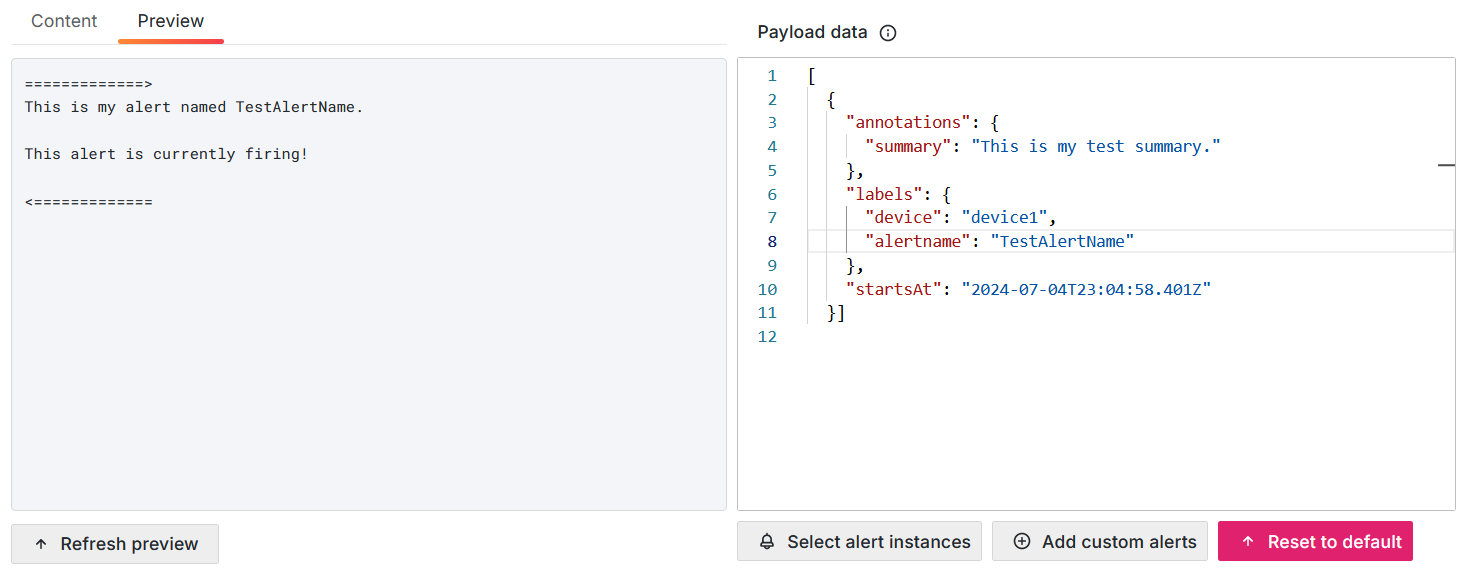 Content Preview
=============>
This is my alert named TestAlertName.
This alert is currently firing!
<=============
Refresh preview
Payload data
1 [
2 {
3 "annotations": {
4 "summary": "This is my test summary."
5 },
6 "labels": {
7 "device": "device1",
8 "alertname": "TestAlertName"
9 },
10 "startsAt": "2024-07-04T23:04:58.401Z"
11 }]
12
Select alert instances Add custom alerts Reset to default